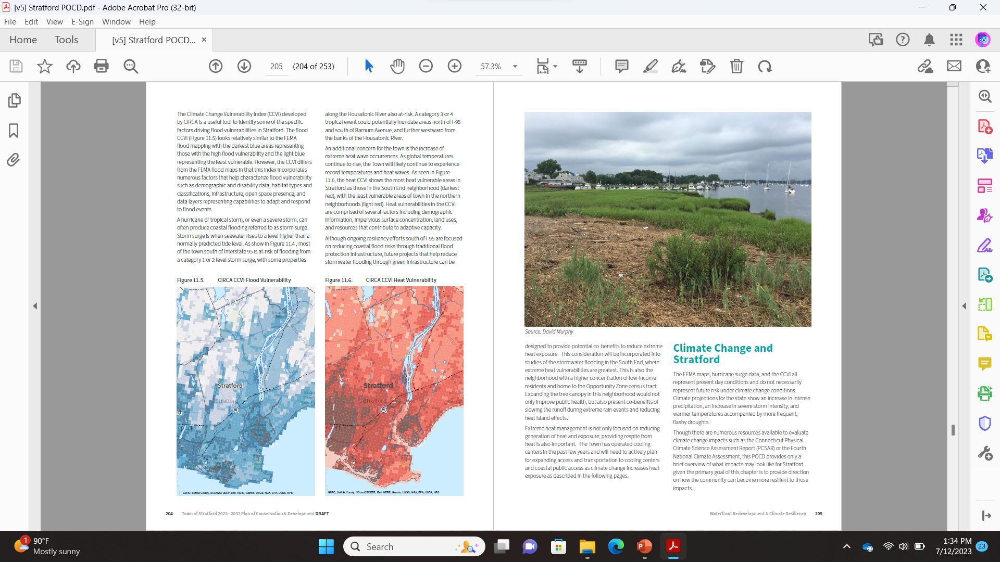 [v5] Stratford POCD.pdf - Adobe Acrobat Pro (32-bit)
File Edit View E-Sign Window Help
Home Tools [v5] Stratford POCD... ×
205 (204 of 253) 57.3%
The Climate Change Vulnerability Index (CCVI) developed
by CIRCA is a useful tool to identify some of the specific
factors driving flood vulnerabilities in Stratford. The flood
CCVI (Figure 11.5) looks relatively similar to the FEMA
flood mapping with the darkest blue areas representing
those with the high flood vulnerability and the light blue
representing the least vulnerable. However, the CCVI differs
from the FEMA flood maps in that this index incorporates
numerous factors that help characterize flood vulnerability
such as demographic and disability data, habitat types and
classifications, infrastructure, open space presence, and
data layers representing capabilities to adapt and respond
to flood events.
A hurricane or tropical storm, or even a severe storm, can
often produce coastal flooding referred to as storm surge.
Storm surge is when seawater rises to a level higher than a
normally predicted tide level. As show in Figure 11.4 , most
of the town south of Interstate 95 is at-risk of flooding from
a category 1 or 2 level storm surge, with some properties
along the Housatonic River also at-risk. A category 3 or 4
tropical event could potentially inundate areas north of I-95
and south of Barnum Avenue, and further westward from
the banks of the Housatonic River.
An additional concern for the town is the increase of
extreme heat wave occurrences. As global temperatures
continue to rise, the Town will likely continue to experience
record temperatures and heat waves. As seen in Figure
11.6, the heat CCVI shows the most heat vulnerable areas in
Stratford as those in the South End neighborhood (darkest
red), with the least vulnerable areas of town in the northern
neighborhoods (light red). Heat vulnerabilities in the CCVI
are comprised of several factors including demographic
information, impervious surface concentration, land uses,
and resources that contribute to adaptive capacity.
Although ongoing resiliency efforts south of I-95 are focused
on reducing coastal flood risks through traditional flood
protection infrastructure, future projects that help reduce
stormwater flooding through green infrastructure can be
Figure 11.5. CIRCA CCVI Flood Vulnerability
Stratford
Stratford
GBRC, Suffolk County, UConn/CTDEEP, Esri, HERE, Garmin, USGS, NGA, EPA, USDA, NPS
Figure 11.6. CIRCA CCVI Heat Vulnerability
Stratford
Stratford
GBRC, Suffolk County, UConn/CTDEEP, Esri, HERE, Garmin, USGS, NGA, EPA, USDA, NPS
204 Town of Stratford 2023 - 2033 Plan of Conservation & Development DRAFT
Source: David Murphy
designed to provide potential co-benefits to reduce extreme
heat exposure. This consideration will be incorporated into
studies of the stormwater flooding in the South End, where
extreme heat vulnerabilities are greatest. This is also the
neighborhood with a higher concentration of low-income
residents and home to the Opportunity Zone census tract.
Expanding the tree canopy in this neighborhood would not
only improve public health, but also present co-benefits of
slowing the runoff during extreme rain events and reducing
heat island effects.
Extreme heat management is not only focused on reducing
generation of heat and exposure; providing respite from
heat is also important. The Town has operated cooling
centers in the past few years and will need to actively plan
for expanding access and transportation to cooling centers
and coastal public access as climate change increases heat
exposure as described in the following pages.
Climate Change and
Stratford
The FEMA maps, hurricane surge data, and the CCVI all
represent present day conditions and do not necessarily
represent future risk under climate change conditions.
Climate projections for the state show an increase in intense
precipitation, an increase in severe storm intensity, and
warmer temperatures accompanied by more frequent,
flashy droughts.
Though there are numerous resources available to evaluate
climate change impacts such as the Connecticut Physical
Climate Science Assessment Report (PCSAR) or the Fourth
National Climate Assessment, this POCD provides only a
brief overview of what impacts may look like for Stratford
given the primary goal of this chapter is to provide direction
on how the community can become more resilient to those
impacts.
Waterfront Redevelopment & Climate Resiliency 205
1
90°F
Mostly sunny
Search
1:34 PM
7/12/2023
23